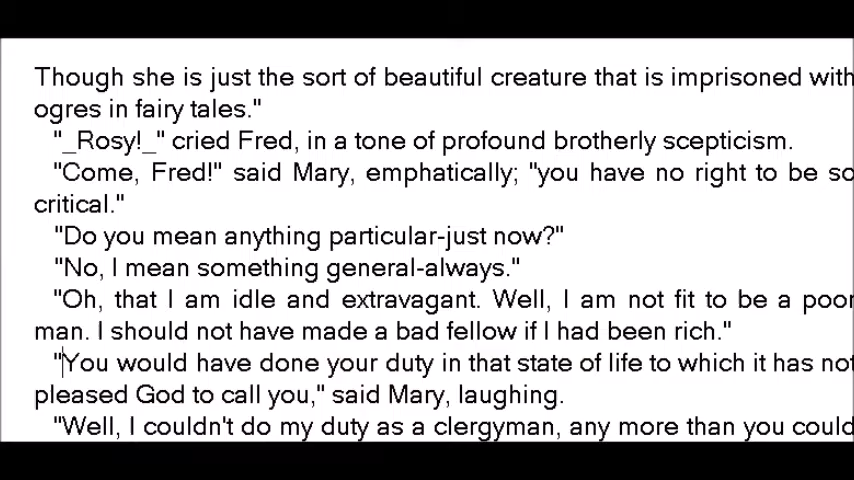 Though she is just the sort of beautiful creature that is imprisoned with
ogres in fairy tales."
"_Rosy!_" cried Fred, in a tone of profound brotherly scepticism.
"Come, Fred!" said Mary, emphatically; "you have no right to be so
critical."
"Do you mean anything particular-just now?"
"No, I mean something general-always."
"Oh, that I am idle and extravagant. Well, I am not fit to be a poor
man. I should not have made a bad fellow if I had been rich."
"You would have done your duty in that state of life to which it has not
pleased God to call you," said Mary, laughing.
"Well, I couldn't do my duty as a clergyman, any more than you could